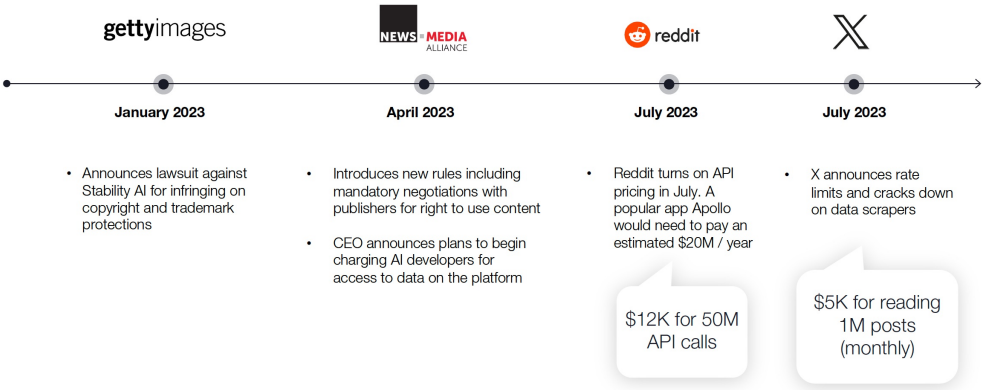 gettyimages
NEWS MEDIA
ALLIANCE
reddit
X
January 2023
April 2023
July 2023
July 2023
• Announces lawsuit against
Stability AI for infringing on
copyright and trademark
protections
• Introduces new rules including
mandatory negotiations with
publishers for right to use content
• CEO announces plans to begin
charging AI developers for
access to data on the platform
• Reddit turns on API
pricing in July. A
popular app Apollo
would need to pay an
estimated $20M / year
$12K for 50M
API calls
• X announces rate
limits and cracks down
on data scrapers
$5K for reading
1M posts
(monthly)